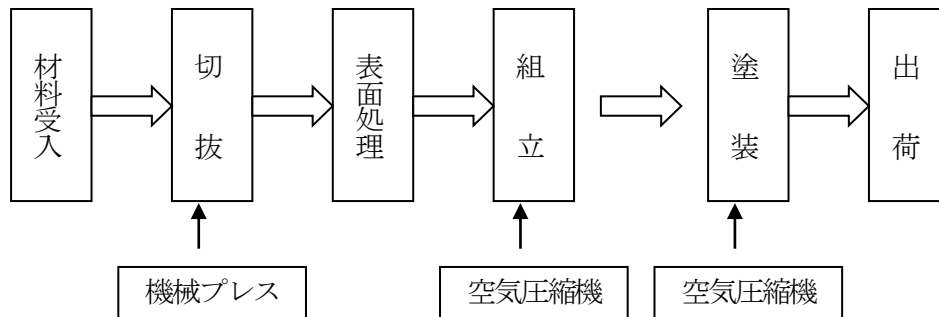 材料受入
切抜
表面処理
組立
塗装
出荷
機械プレス
空気圧縮機
空気圧縮機